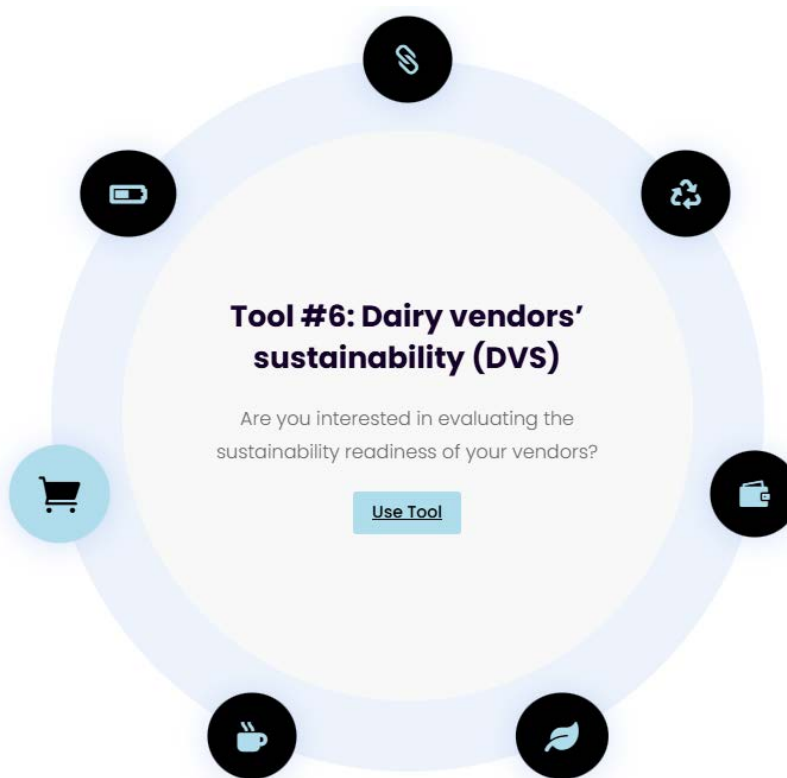 Tool #6: Dairy vendors’
sustainability (DVS)
Are you interested in evaluating the
sustainability readiness of your vendors?
Use Tool